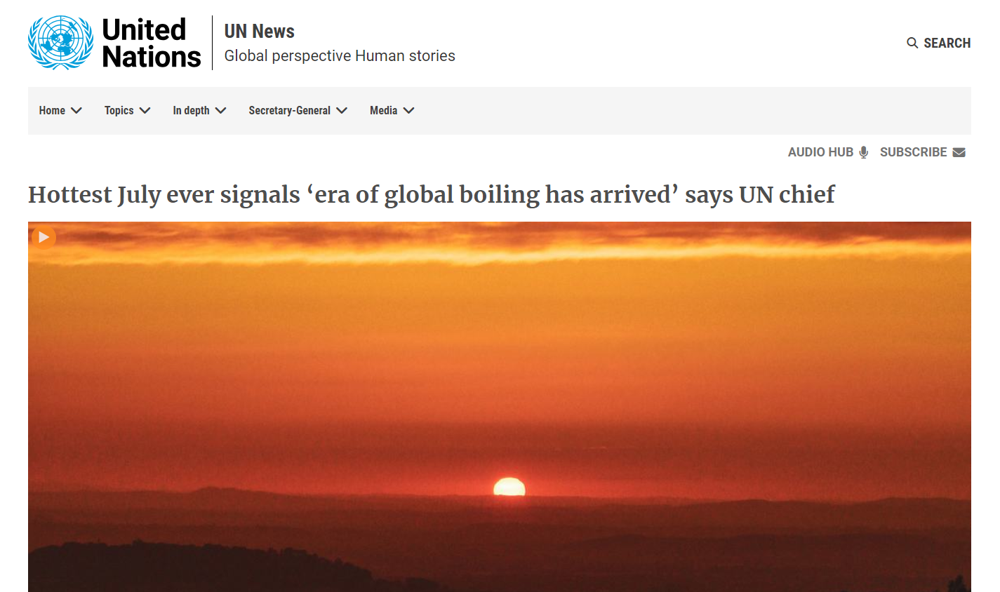 United
Nations
UN News
Global perspective Human stories
SEARCH
Home
Topics
In depth
Secretary-General
Media
AUDIO HUB
SUBSCRIBE
Hottest July ever signals ‘era of global boiling has arrived’ says UN chief